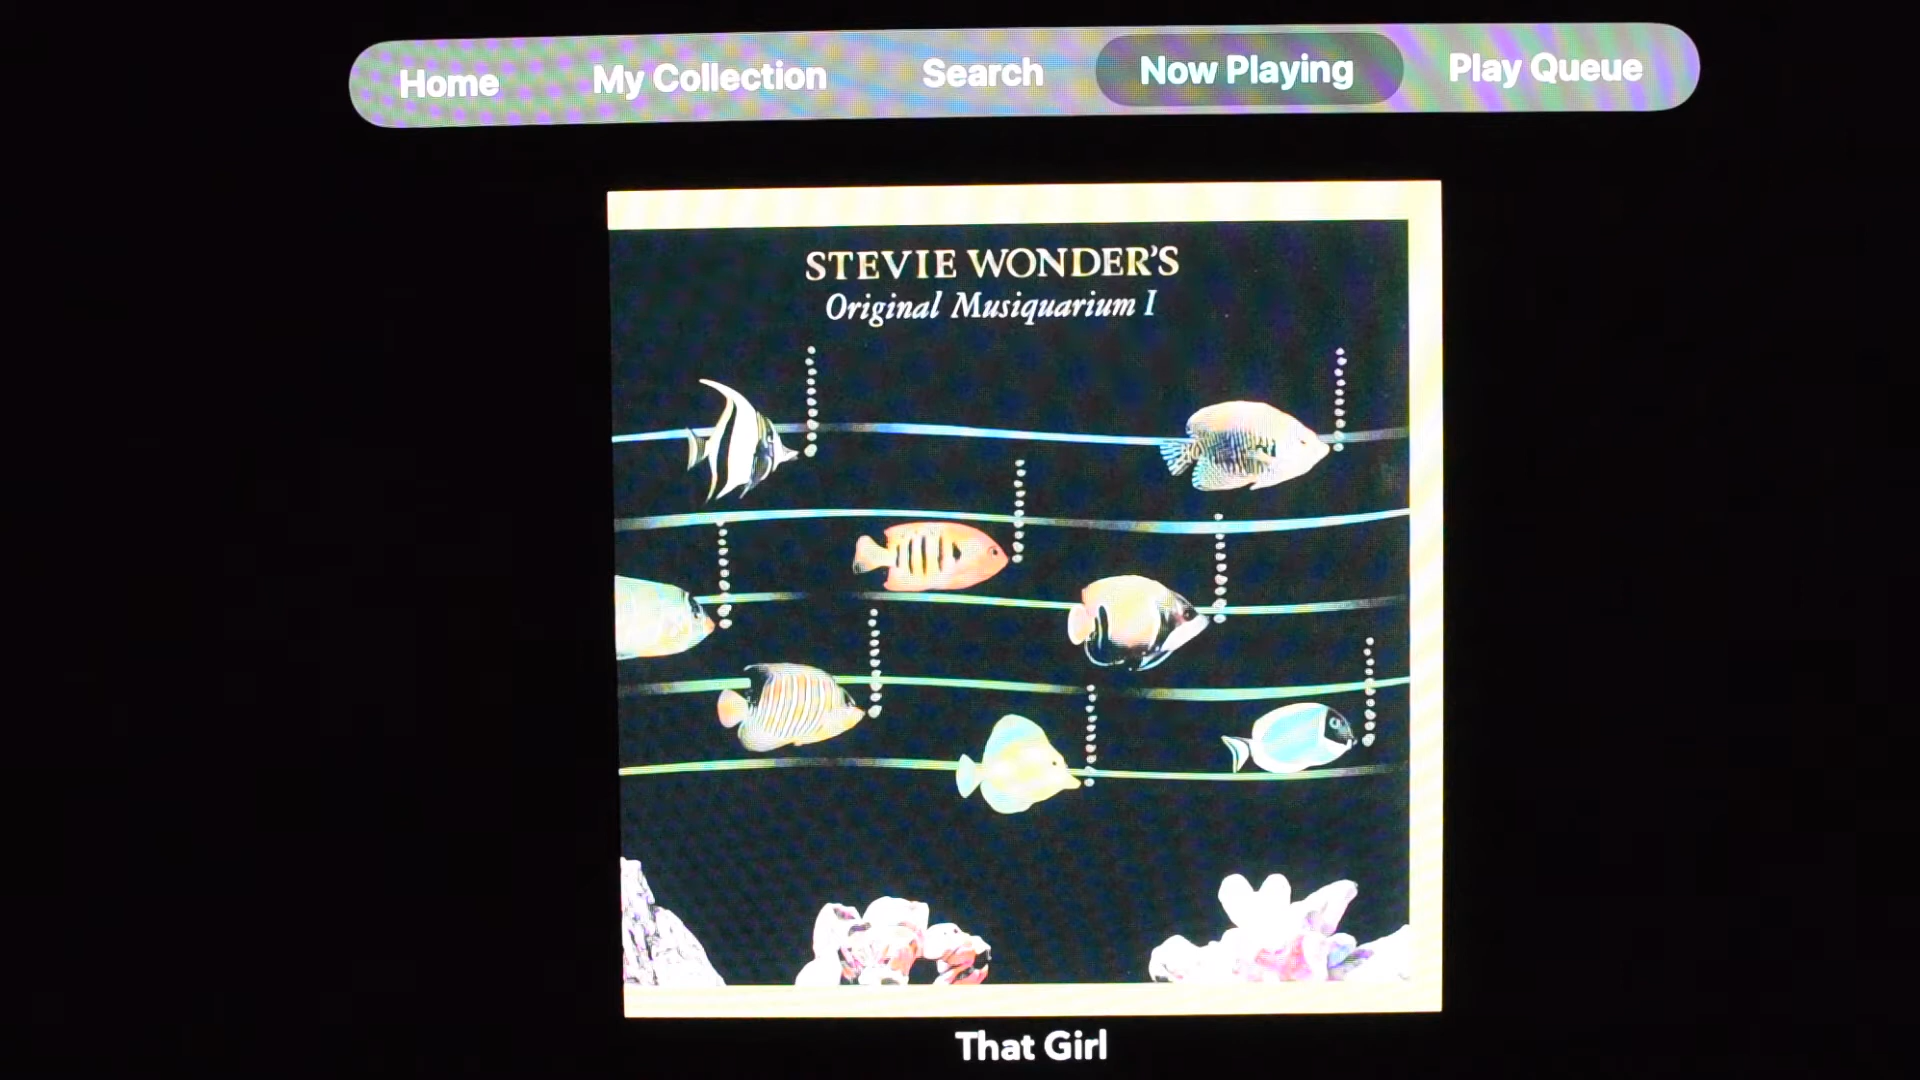 Home My Collection Search Now Playing Play Queue
STEVIE WONDER'S
Original Musiquarium I
That Girl